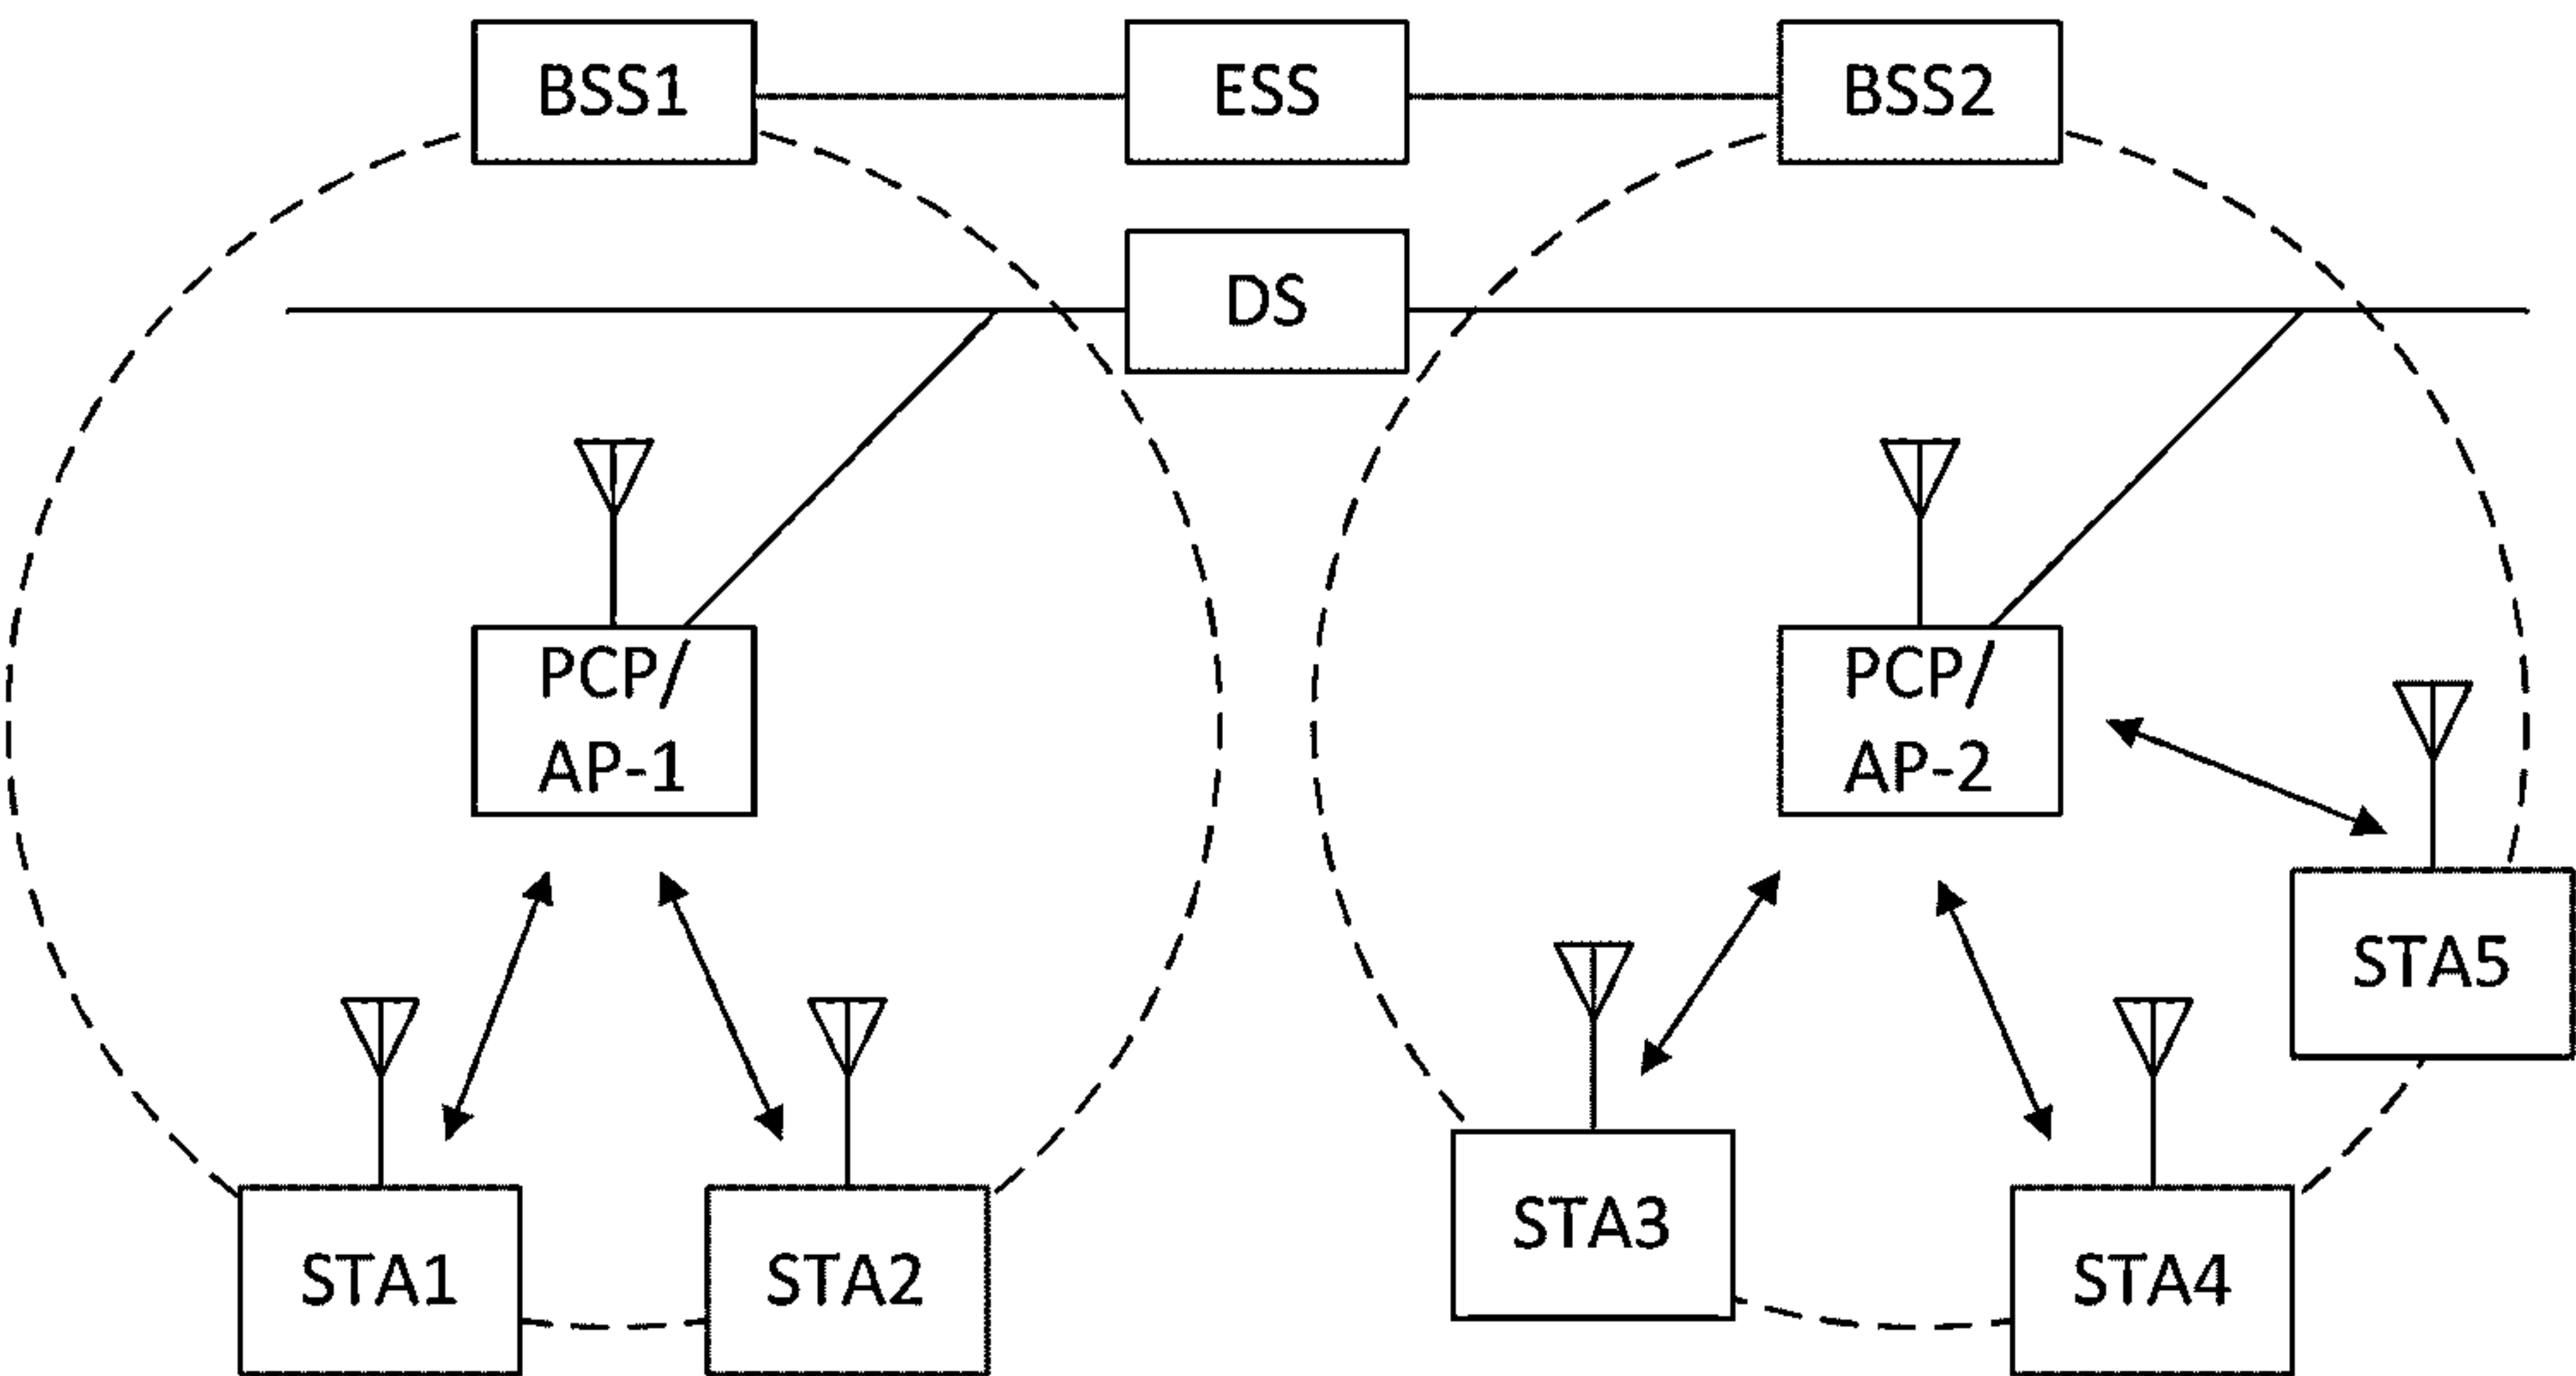 BSS1
ESS
BSS2
DS
PCP/
AP-1
PCP/
AP-2
STA5
STA3
STA1
STA2
STA4